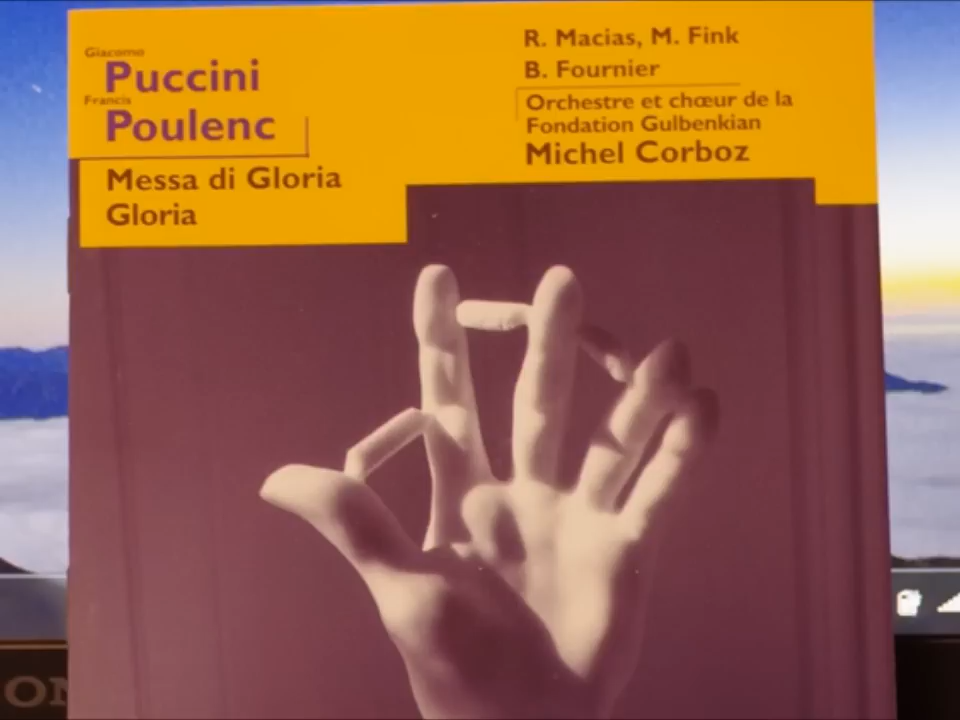 Giacomo
Puccini
Francis
Poulenc
Messa di Gloria
Gloria
R. Macias, M. Fink
B. Fournier
Orchestre et chœur de la
Fondation Gulbenkian
Michel Corboz